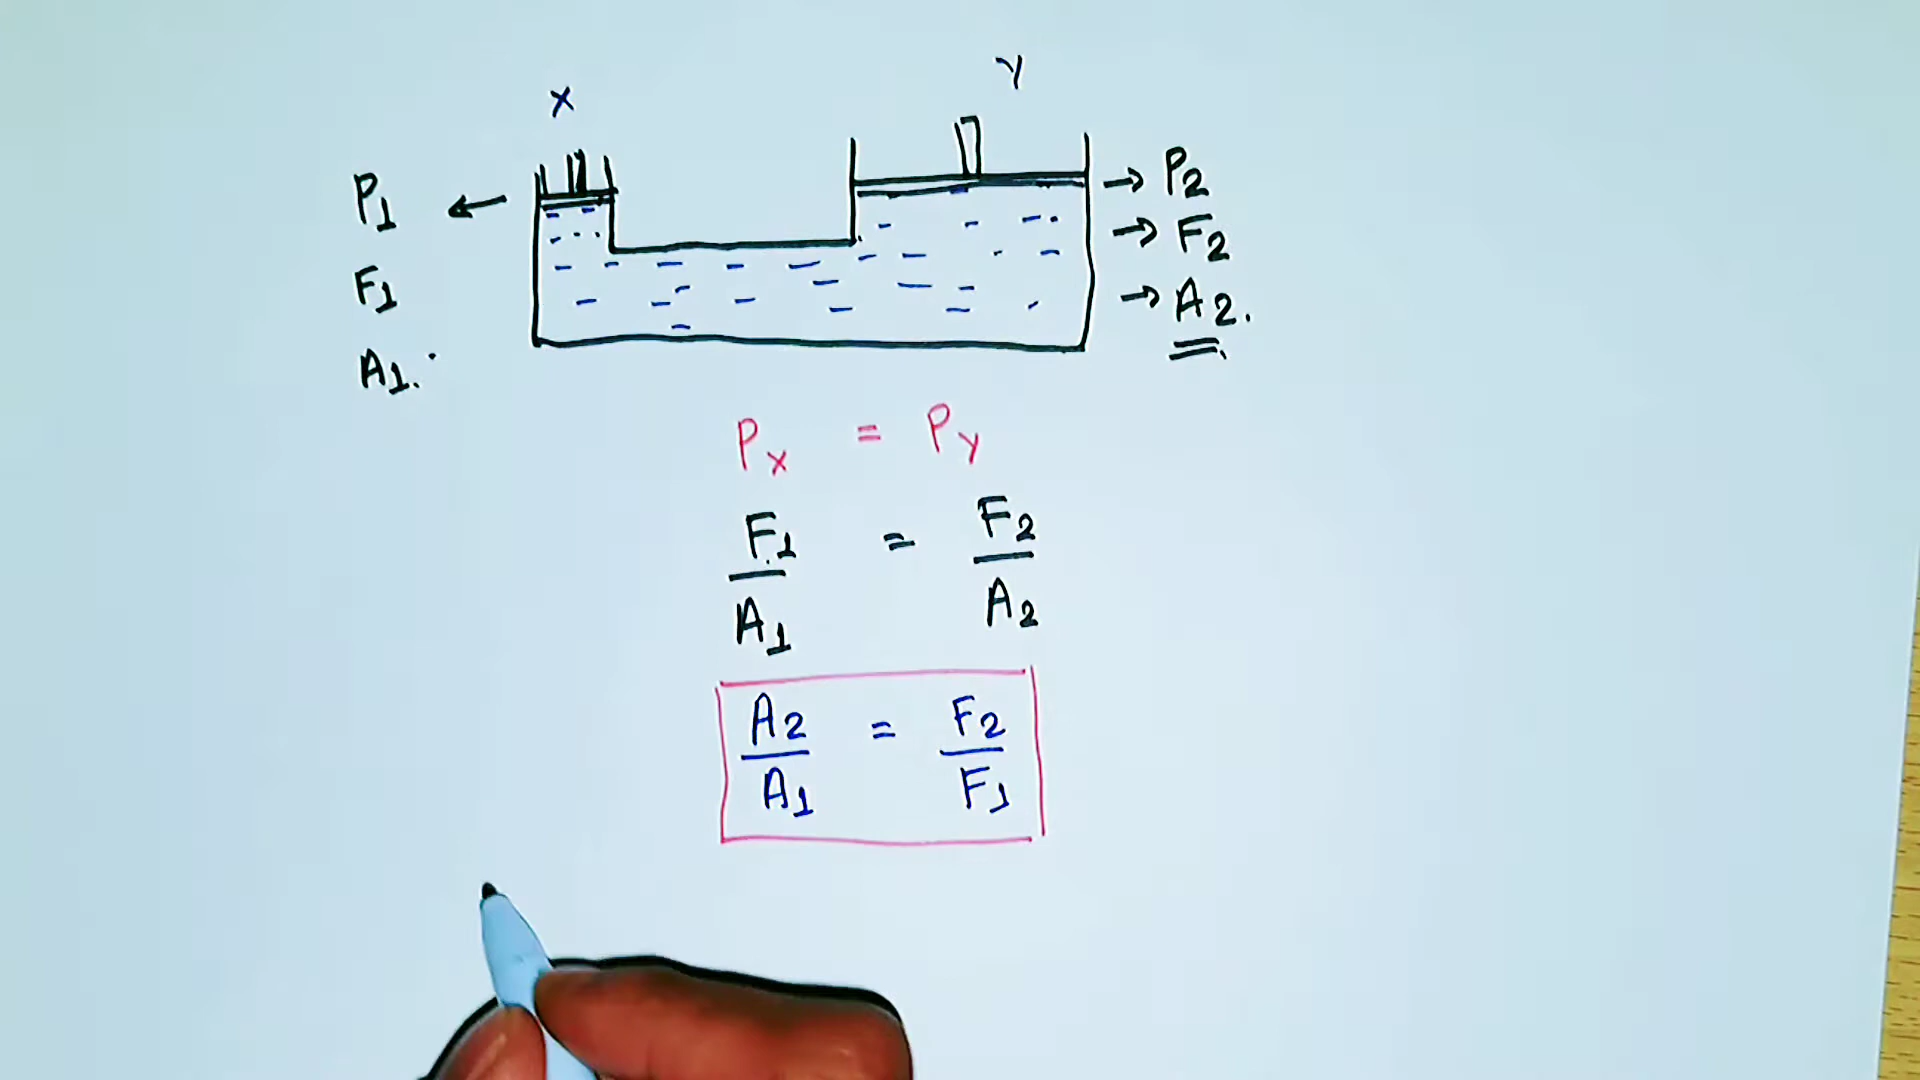 X
Y
P1 ←
F1
A1.
→ P2
→ F2
→ A2.
PX = PY
F1/A1 = F2/A2
A2/A1 = F2/F1